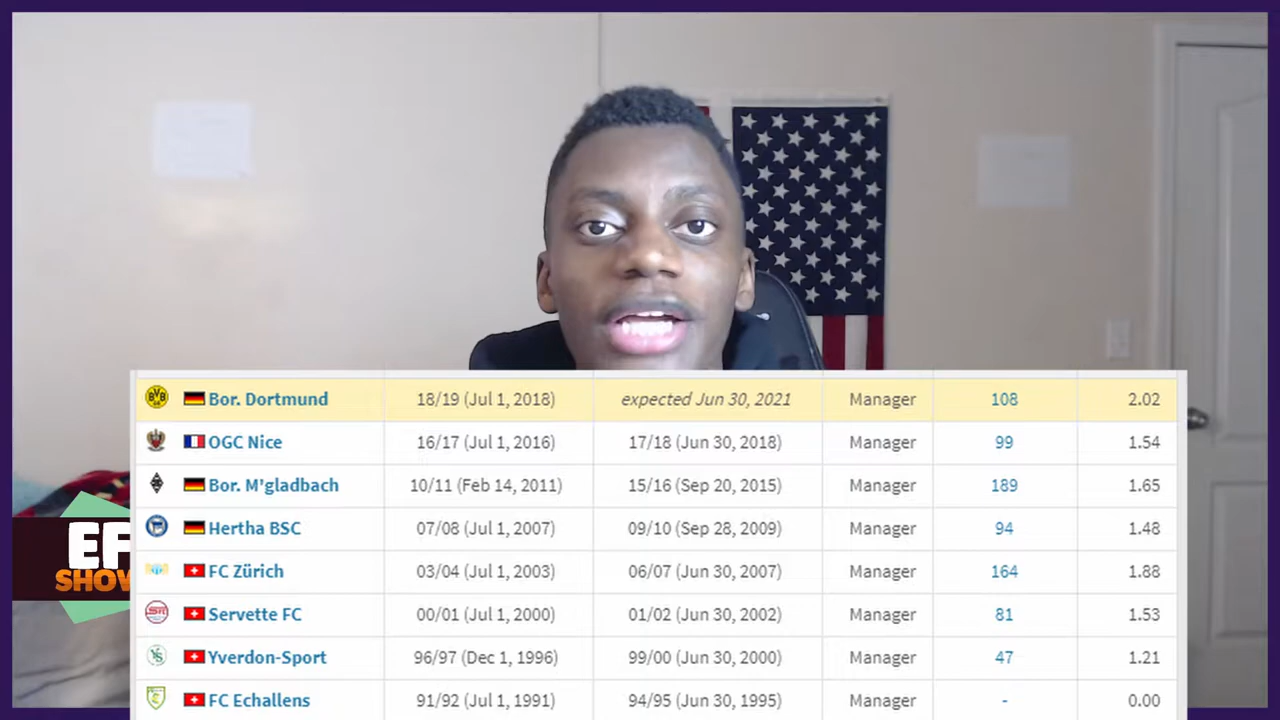 Bor. Dortmund 18/19 (Jul 1, 2018) expected Jun 30, 2021 Manager 108 2.02
OGC Nice 16/17 (Jul 1, 2016) 17/18 (Jun 30, 2018) Manager 99 1.54
Bor. M'gladbach 10/11 (Feb 14, 2011) 15/16 (Sep 20, 2015) Manager 189 1.65
Hertha BSC 07/08 (Jul 1, 2007) 09/10 (Sep 28, 2009) Manager 94 1.48
EF
SHOW
FC Zürich 03/04 (Jul 1, 2003) 06/07 (Jun 30, 2007) Manager 164 1.88
Servette FC 00/01 (Jul 1, 2000) 01/02 (Jun 30, 2002) Manager 81 1.53
Yverdon-Sport 96/97 (Dec 1, 1996) 99/00 (Jun 30, 2000) Manager 47 1.21
FC Echallens 91/92 (Jul 1, 1991) 94/95 (Jun 30, 1995) Manager - 0.00